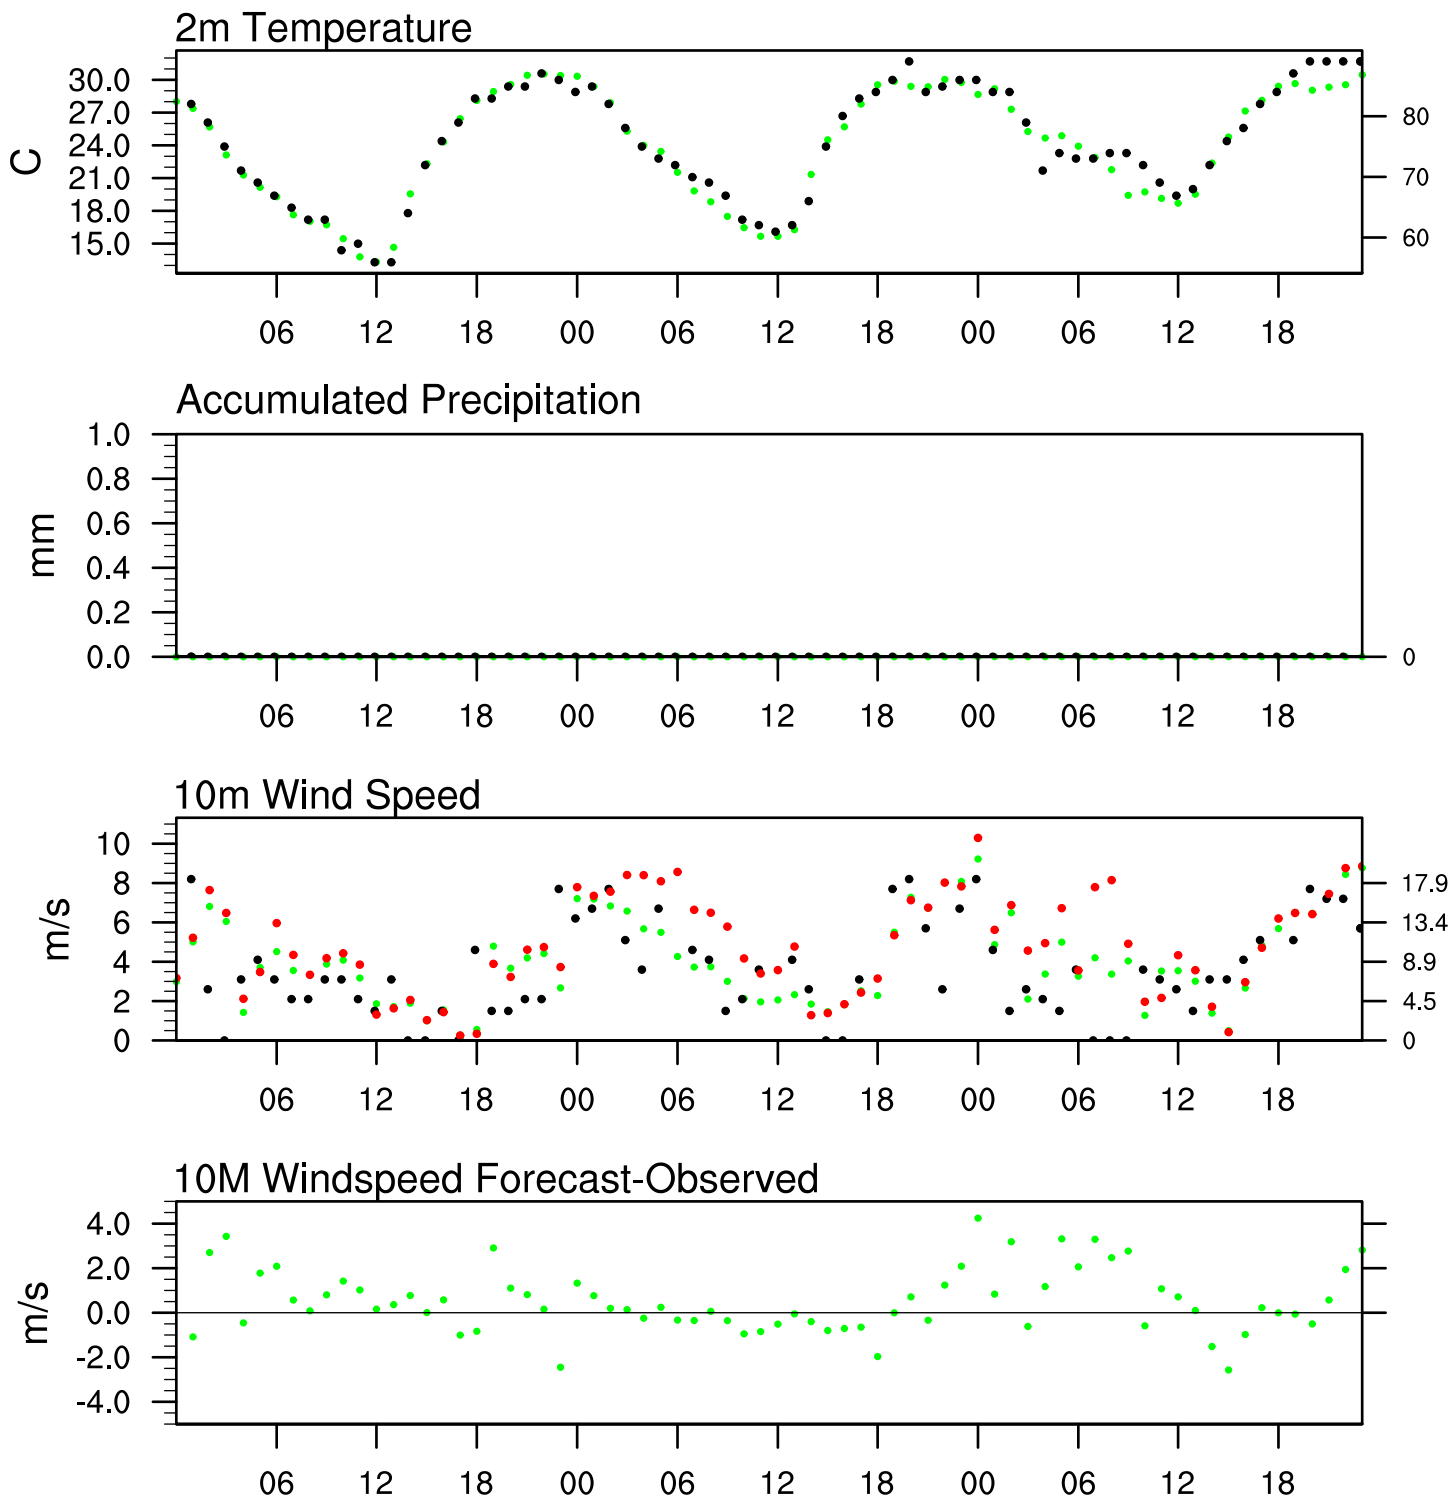 2m Temperature
C
30.0
27.0
24.0
21.0
18.0
15.0
80
70
60
06 12 18 00 06 12 18 00 06 12 18
Accumulated Precipitation
mm
1.0
0.8
0.6
0.4
0.2
0.0
0
06 12 18 00 06 12 18 00 06 12 18
10m Wind Speed
m/s
10
8
6
4
2
0
17.9
13.4
8.9
4.5
0
06 12 18 00 06 12 18 00 06 12 18
10M Windspeed Forecast-Observed
m/s
4.0
2.0
0.0
-2.0
-4.0
06 12 18 00 06 12 18 00 06 12 18